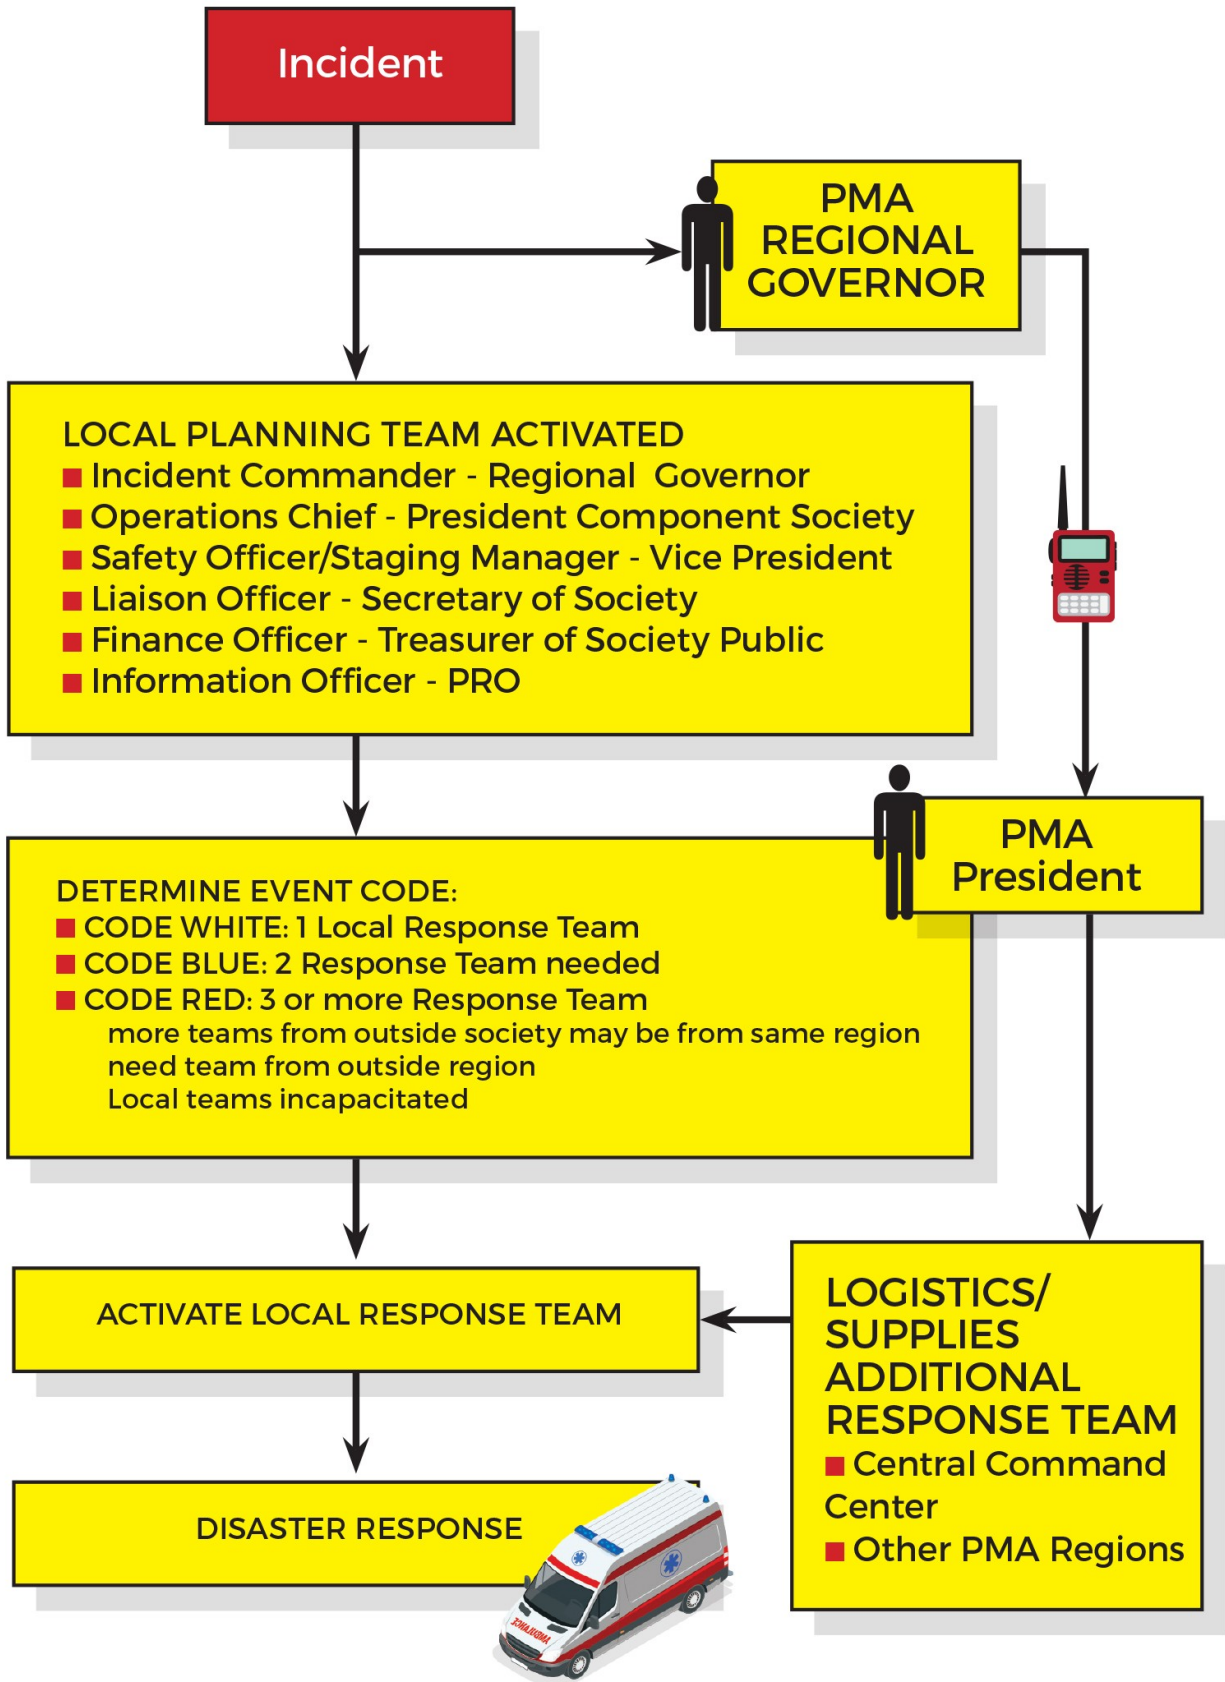 Incident
PMA
REGIONAL
GOVERNOR
LOCAL PLANNING TEAM ACTIVATED
Incident Commander - Regional Governor
Operations Chief - President Component Society
Safety Officer/Staging Manager - Vice President
Liaison Officer - Secretary of Society
Finance Officer - Treasurer of Society Public
Information Officer - PRO
PMA
President
DETERMINE EVENT CODE:
CODE WHITE: 1 Local Response Team
CODE BLUE: 2 Response Team needed
CODE RED: 3 or more Response Team
more teams from outside society may be from same region
need team from outside region
Local teams incapacitated
ACTIVATE LOCAL RESPONSE TEAM
LOGISTICS/
SUPPLIES
ADDITIONAL
RESPONSE TEAM
Central Command
Center
Other PMA Regions
DISASTER RESPONSE
AMBULANCE